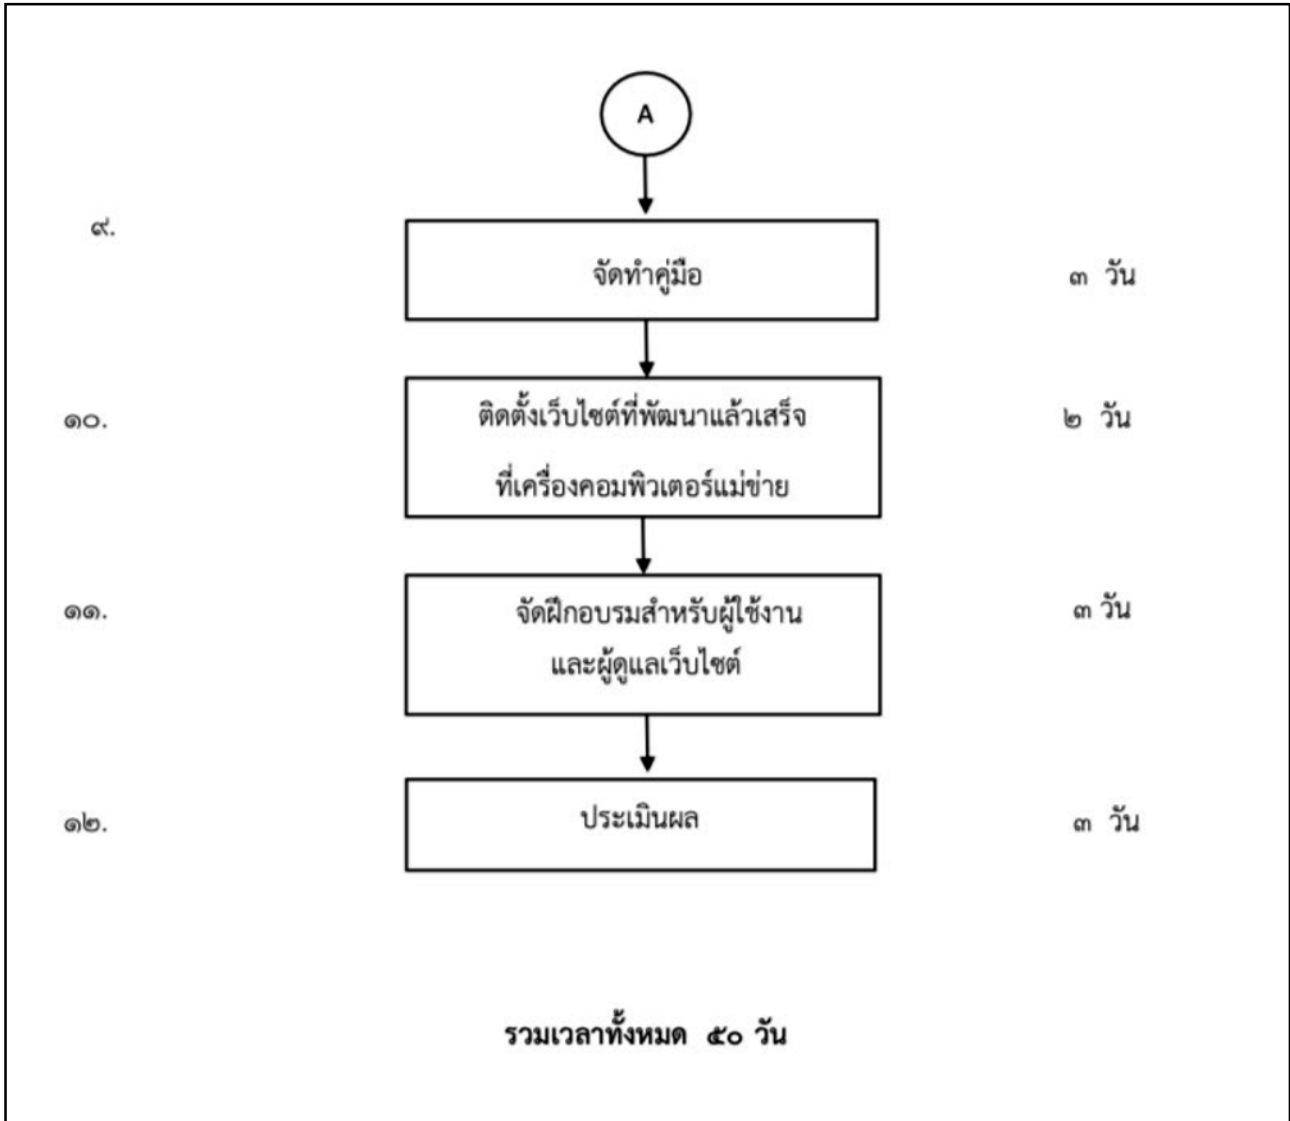 A
๙.
จัดทำคู่มือ
๓ วัน
๑๐.
ติดตั้งเว็บไซต์ที่พัฒนาแล้วเสร็จ
ที่เครื่องคอมพิวเตอร์แม่ข่าย
๒ วัน
๑๑.
จัดฝึกอบรมสำหรับผู้ใช้งาน
และผู้ดูแลเว็บไซต์
๓ วัน
๑๒.
ประเมินผล
๓ วัน
รวมเวลาทั้งหมด ๕๐ วัน